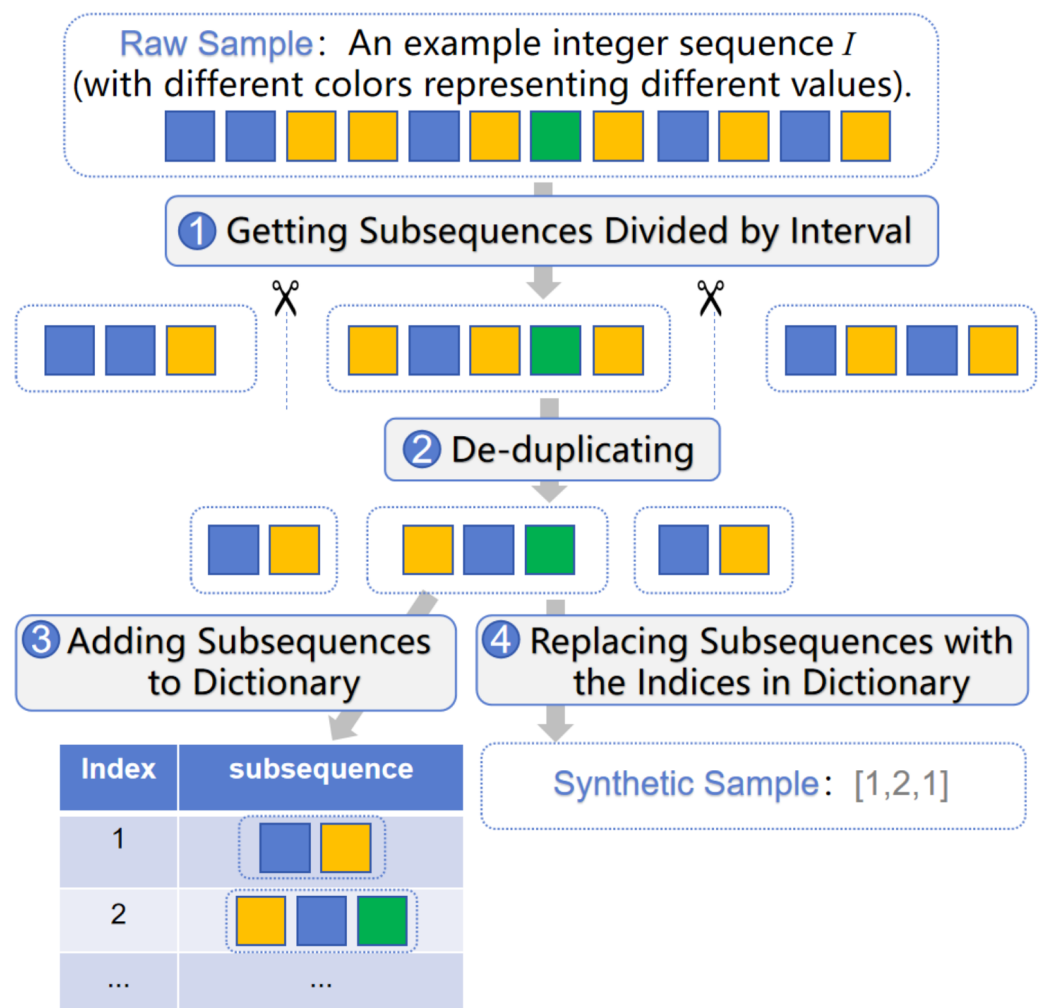 Raw Sample: An example integer sequence I
(with different colors representing different values).
1 Getting Subsequences Divided by Interval
2 De-duplicating
3 Adding Subsequences
to Dictionary
4 Replacing Subsequences with
the Indices in Dictionary
Index subsequence
1
2
... ...
Synthetic Sample: [1,2,1]